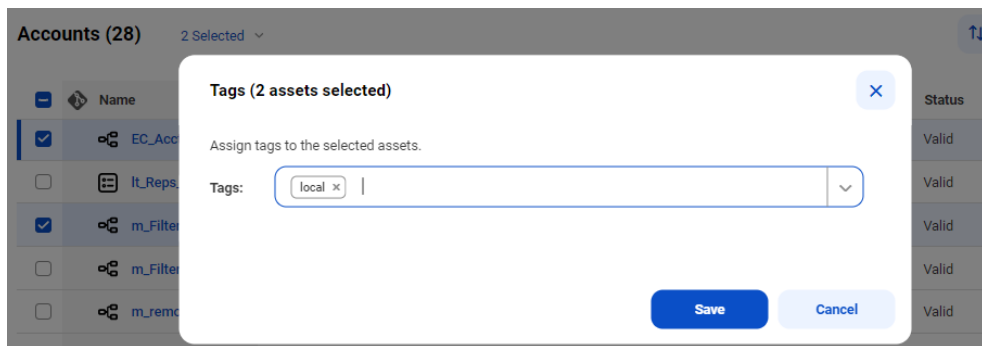 Accounts (28) 2 Selected
Tags (2 assets selected)
Name Status
EC_Acc Valid
Assign tags to the selected assets.
lt_Reps_ Valid
Tags: local ×
m_Filter Valid
m_Filter Valid
m_remo Valid
Save Cancel